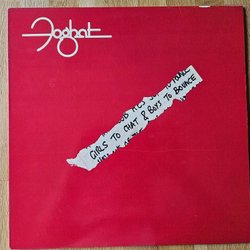 Foghat
GIRLS TO CHAT & BOYS TO BOUNCE